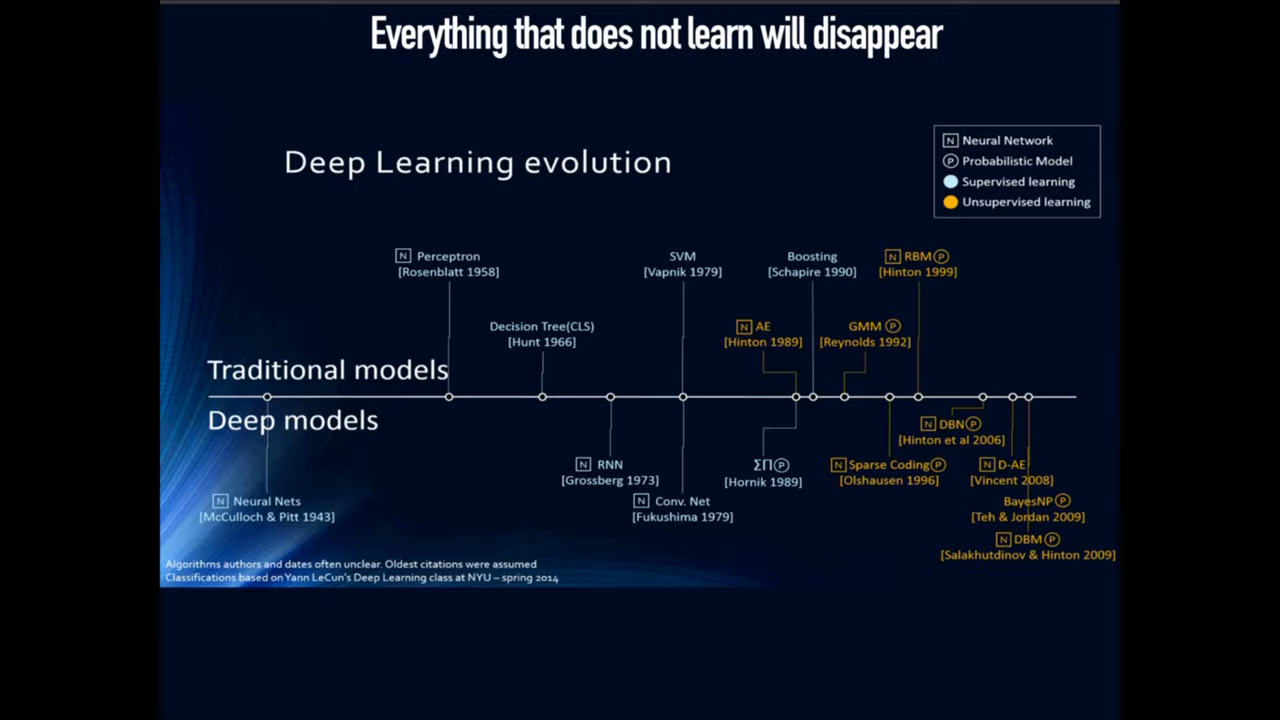 Everything that does not learn will disappear
Deep Learning evolution
N Neural Network
P Probabilistic Model
Supervised learning
Unsupervised learning
N Perceptron
[Rosenblatt 1958]
SVM
[Vapnik 1979]
Boosting
[Schapire 1990]
N RBM P
[Hinton 1999]
Decision Tree(CLS)
[Hunt 1966]
N AE
[Hinton 1989]
GMM P
[Reynolds 1992]
Traditional models
Deep models
N DBN P
[Hinton et al 2006]
N RNN
[Grossberg 1973]
ΣΠ P
[Hornik 1989]
N Sparse Coding P
[Olshausen 1996]
N D-AE
[Vincent 2008]
N Neural Nets
[McCulloch & Pitt 1943]
N Conv. Net
[Fukushima 1979]
BayesNP P
[Teh & Jordan 2009]
N DBM P
[Salakhutdinov & Hinton 2009]
Algorithms authors and dates often unclear. Oldest citations were assumed
Classifications based on Yann LeCun's Deep Learning class at NYU – spring 2014